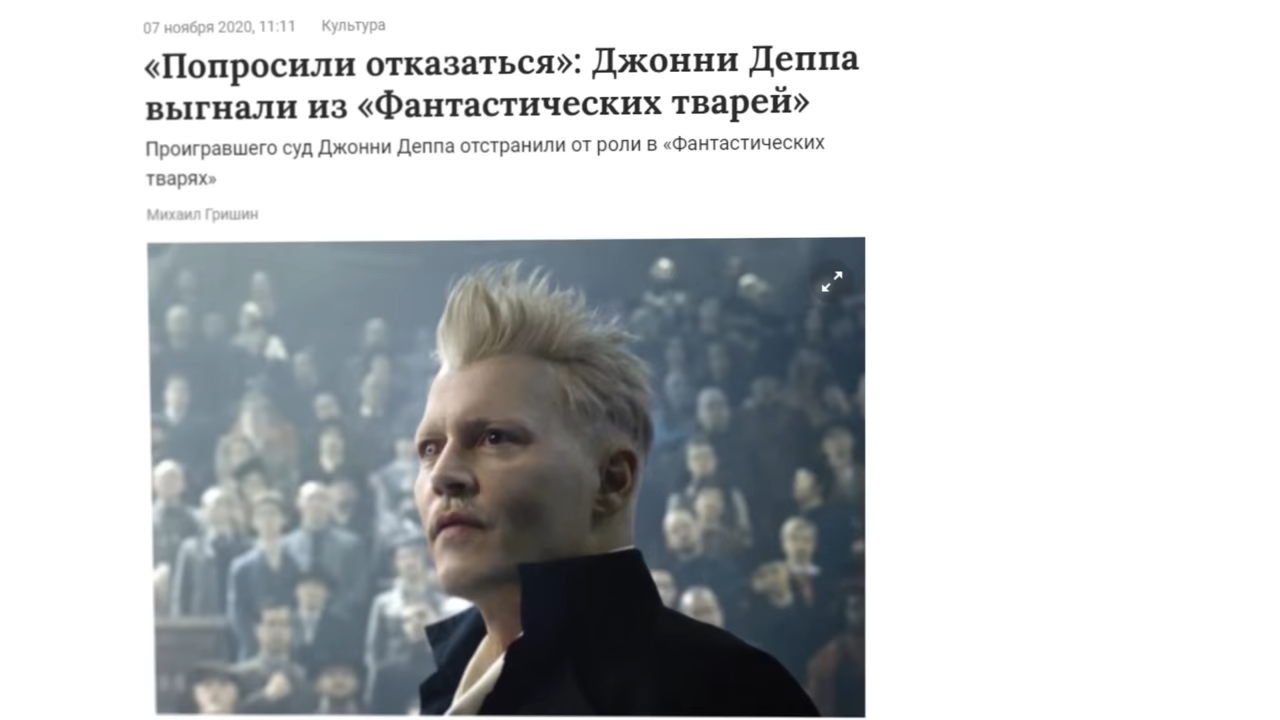 07 ноября 2020, 11:11 Культура
«Попросили отказаться»: Джонни Деппа
выгнали из «Фантастических тварей»
Проигравшего суд Джонни Деппа отстранили от роли в «Фантастических
тварях»
Михаил Гришин